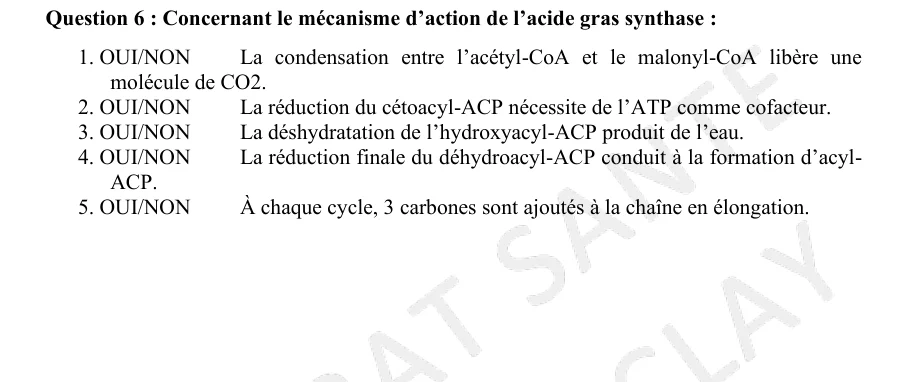 Question 6 : Concernant le mécanisme d’action de l’acide gras synthase :
1. OUI/NON La condensation entre l’acétyl-CoA et le malonyl-CoA libère une
molécule de CO2.
2. OUI/NON La réduction du cétoacyl-ACP nécessite de l’ATP comme cofacteur.
3. OUI/NON La déshydratation de l’hydroxyacyl-ACP produit de l’eau.
4. OUI/NON La réduction finale du déhydroacyl-ACP conduit à la formation d’acyl-
ACP.
5. OUI/NON À chaque cycle, 3 carbones sont ajoutés à la chaîne en élongation.
PAT SANTE
CLAY